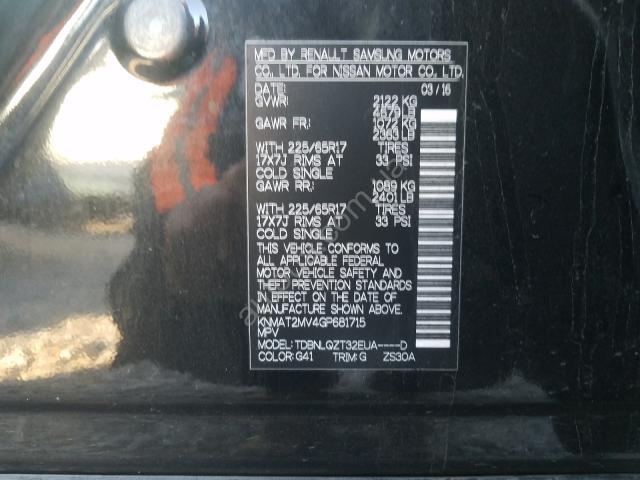 MFD BY RENAULT SAMSUNG MOTORS
CO., LTD. FOR NISSAN MOTOR CO., LTD.
DATE: 03/16
GVWR: 2122 KG
4679 LB
GAWR FR: 1072 KG
2363 LB
WITH 225/65R17 TIRES
17X7J RIMS AT 33 PSI
COLD SINGLE
GAWR RR: 1089 KG
2401 LB
WITH 225/65R17 TIRES
17X7J RIMS AT 33 PSI
COLD SINGLE
THIS VEHICLE CONFORMS TO
ALL APPLICABLE FEDERAL
MOTOR VEHICLE SAFETY AND
THEFT PREVENTION STANDARDS
IN EFFECT ON THE DATE OF
MANUFACTURE SHOWN ABOVE.
KNMAT2MV4GP681715
MPV
MODEL: TDBNLQZT32EUA----D
COLOR: G41 TRIM: G ZS30A